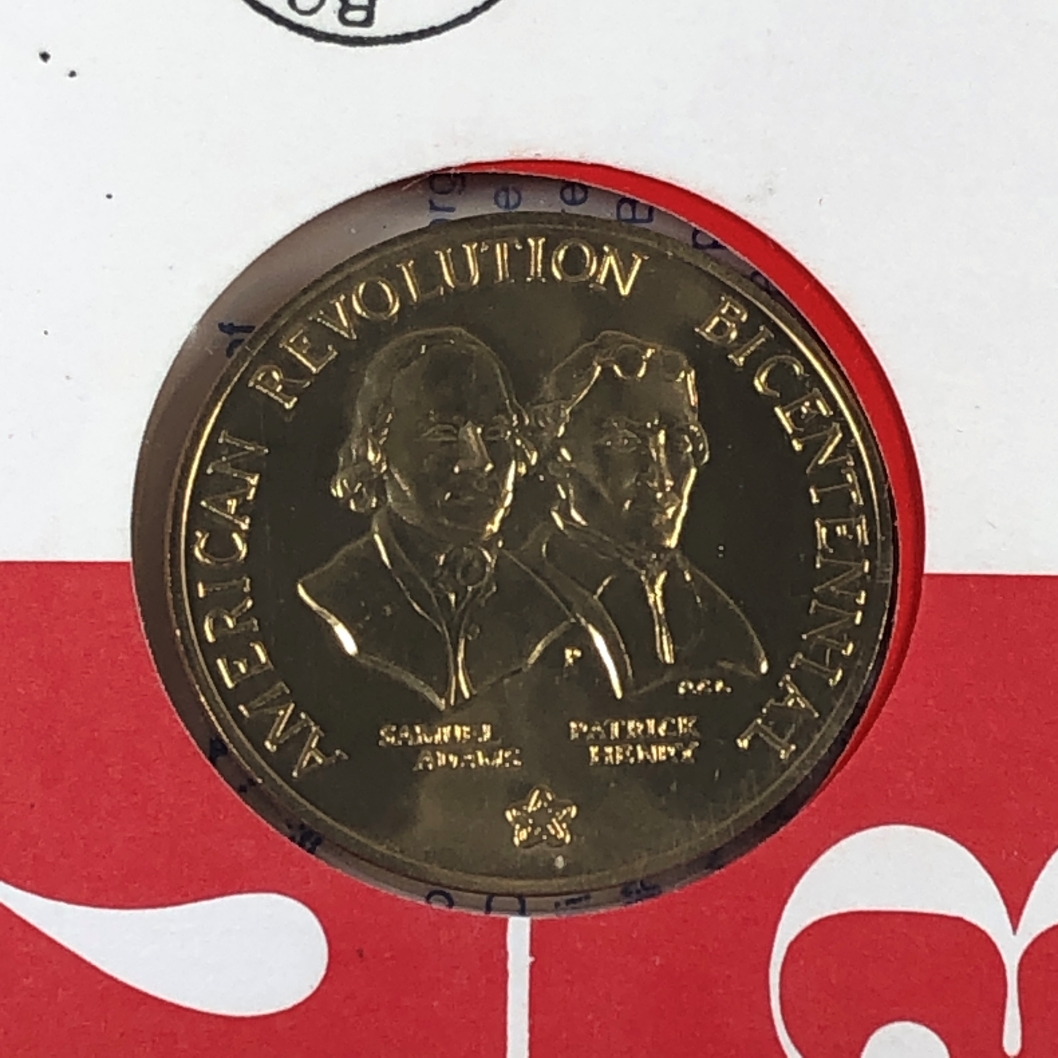 AMERICAN REVOLUTION BICENTENNIAL
SAMUEL
ADAMS
PATRICK
HENRY
P